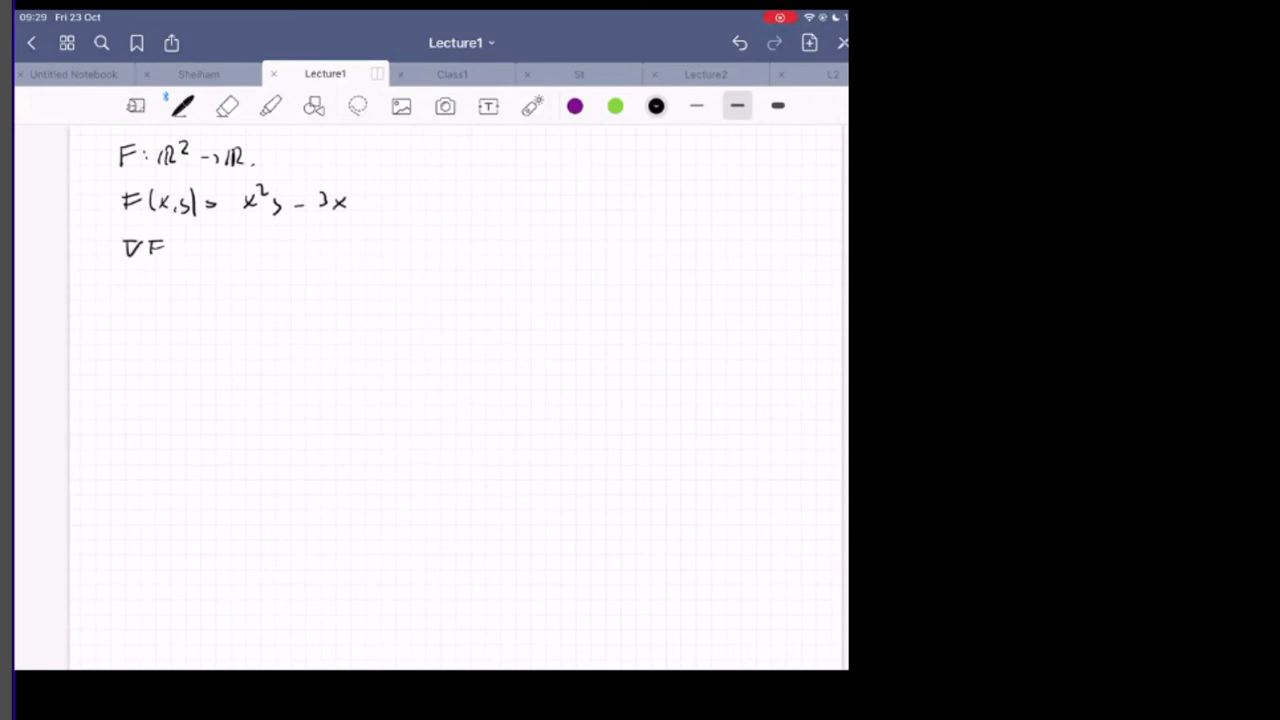 09:29 Fri 23 Oct
Lecture1
Untitled Notebook
Sheiham
Lecture1
Class1
St
Lecture2
L2
F: ℝ² → ℝ.
F(x,y) = x²y - 3x
∇F